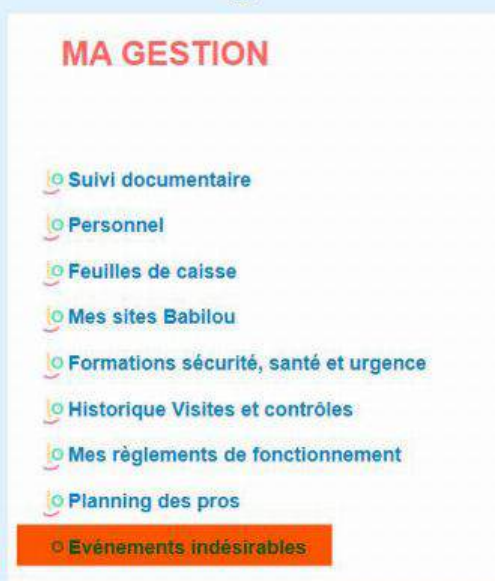 MA GESTION
Suivi documentaire
Personnel
Feuilles de caisse
Mes sites Babilou
Formations sécurité, santé et urgence
Historique Visites et contrôles
Mes règlements de fonctionnement
Planning des pros
Evénements indésirables